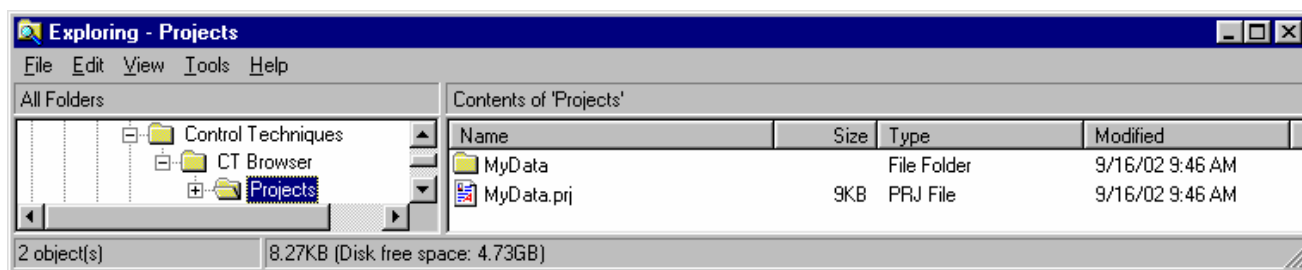 Exploring - Projects
File Edit View Tools Help
All Folders
Contents of 'Projects'
Control Techniques
CT Browser
Projects
Name Size Type Modified
MyData File Folder 9/16/02 9:46 AM
MyData.prj 9KB PRJ File 9/16/02 9:46 AM
2 object(s) 8.27KB (Disk free space: 4.73GB)